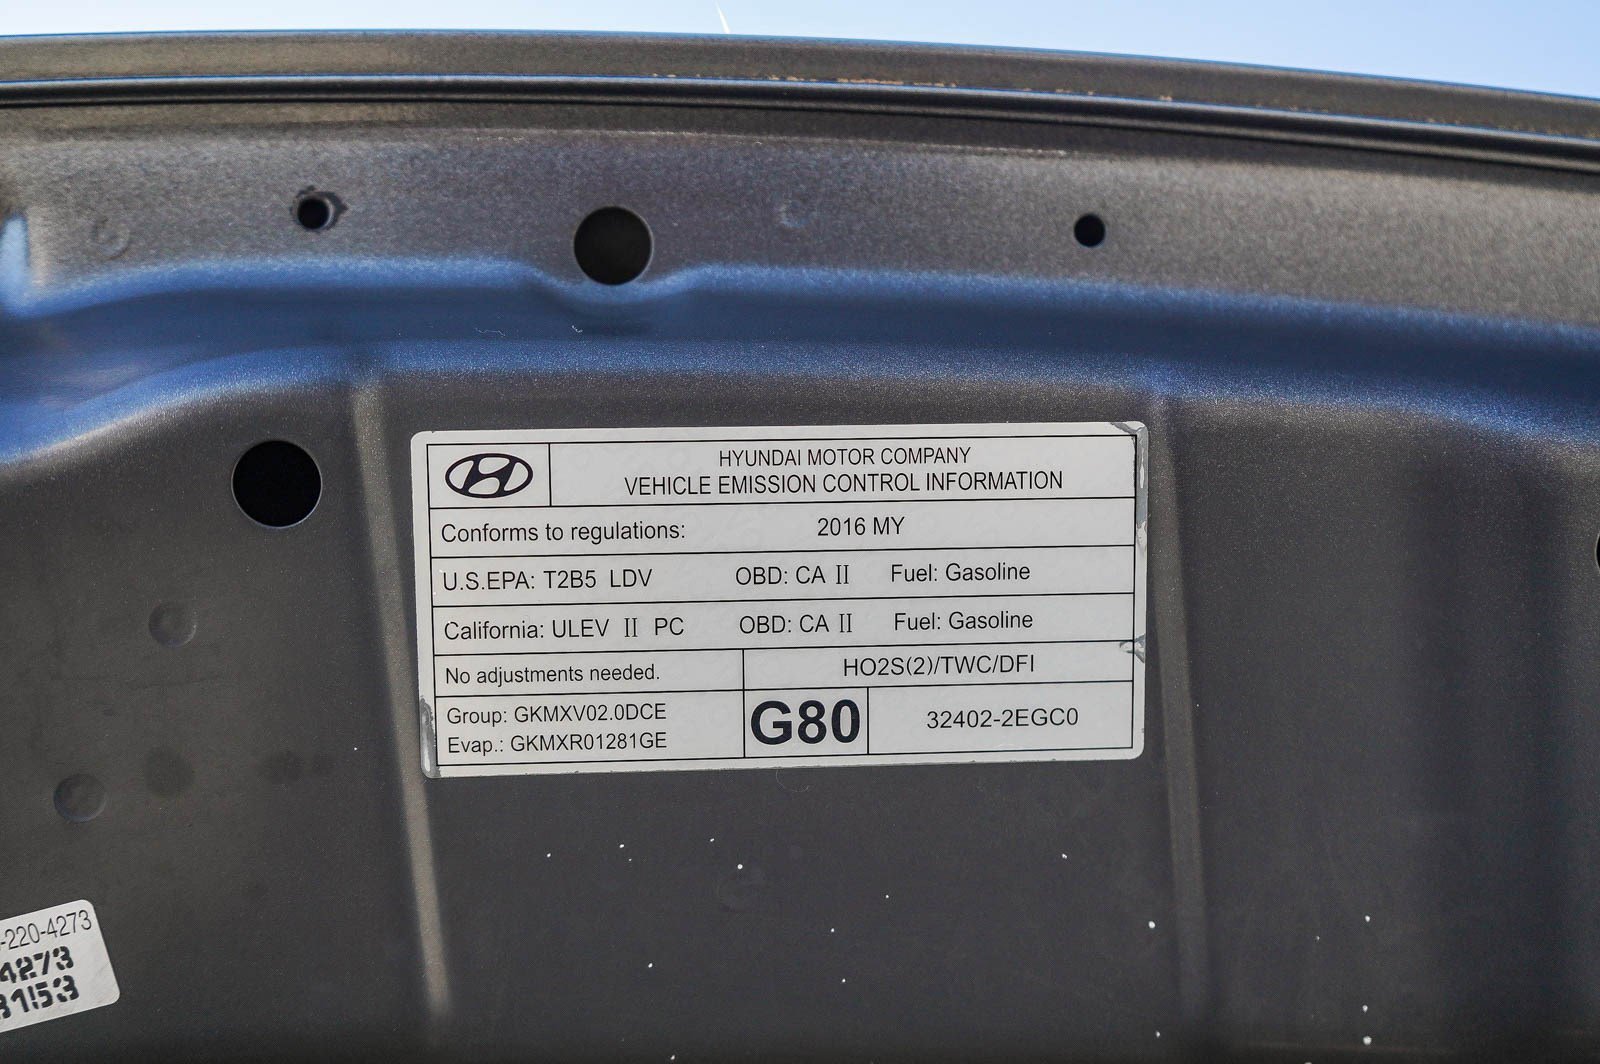 HYUNDAI MOTOR COMPANY
VEHICLE EMISSION CONTROL INFORMATION
Conforms to regulations: 2016 MY
U.S.EPA: T2B5 LDV OBD: CA II Fuel: Gasoline
California: ULEV II PC OBD: CA II Fuel: Gasoline
No adjustments needed. HO2S(2)/TWC/DFI
Group: GKMXV02.0DCE
Evap.: GKMXR01281GE
G80
32402-2EGC0
-220-4273
4273
3153